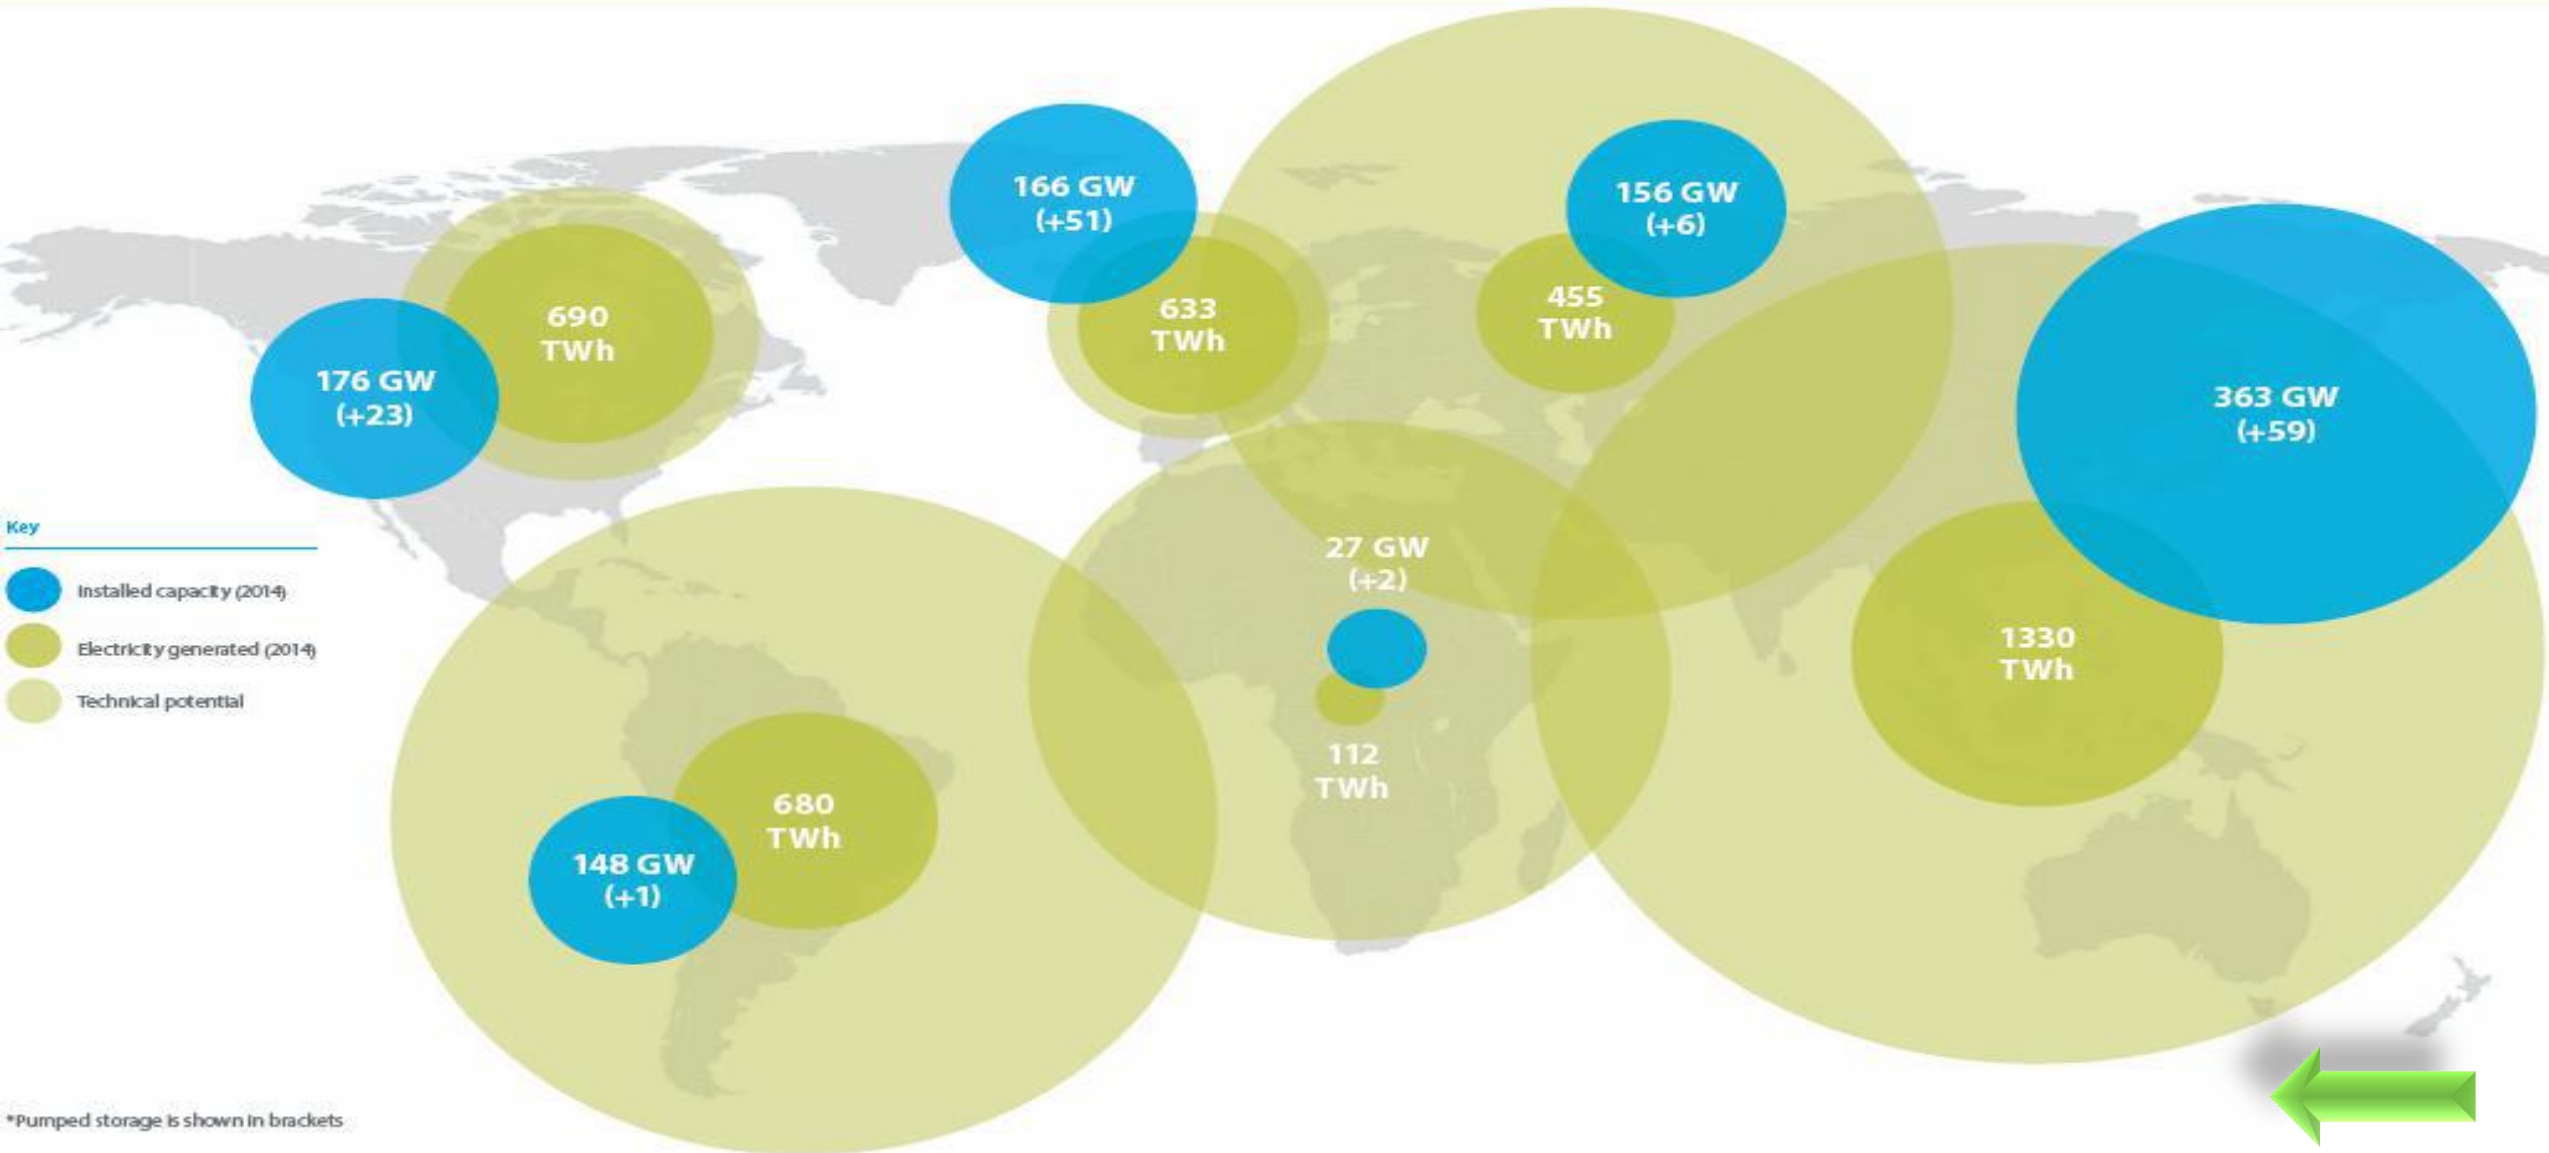 166 GW
(+51)
156 GW
(+6)
690
TWh
633
TWh
455
TWh
176 GW
(+23)
363 GW
(+59)
Key
Installed capacity (2014)
Electricity generated (2014)
Technical potential
27 GW
(+2)
112
TWh
1330
TWh
680
TWh
148 GW
(+1)
*Pumped storage is shown in brackets